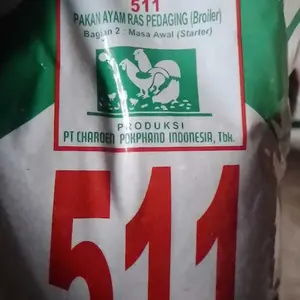 511
PAKAN AYAM RAS PEDAGING (Broiler)
Bagian 2 : Masa Awal (Starter)
PRODUKSI
PT CHAROEN POKPHAND INDONESIA, Tbk.
511